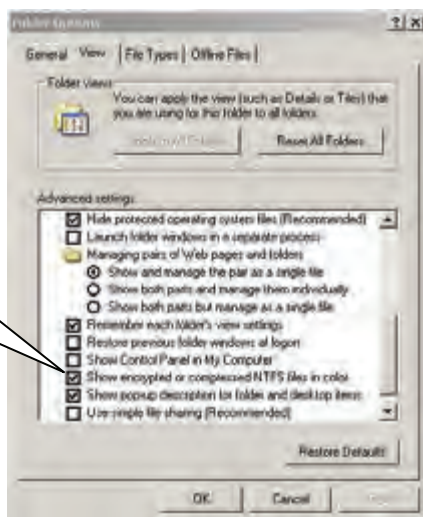 Folder Options
General View File Types Offline Files
Folder views
You can apply the view (such as Details or Tiles) that
you are using for this folder to all folders.
Apply to All Folders Reset All Folders
Advanced settings:
Hide protected operating system files (Recommended)
Launch folder windows in a separate process
Managing pairs of Web pages and folders
Show and manage the pair as a single file
Show both parts and manage them individually
Show both parts but manage as a single file
Remember each folder's view settings
Restore previous folder windows at logon
Show Control Panel in My Computer
Show encrypted or compressed NTFS files in color
Show popup description for folder and desktop items
Use simple file sharing (Recommended)
Restore Defaults
OK Cancel